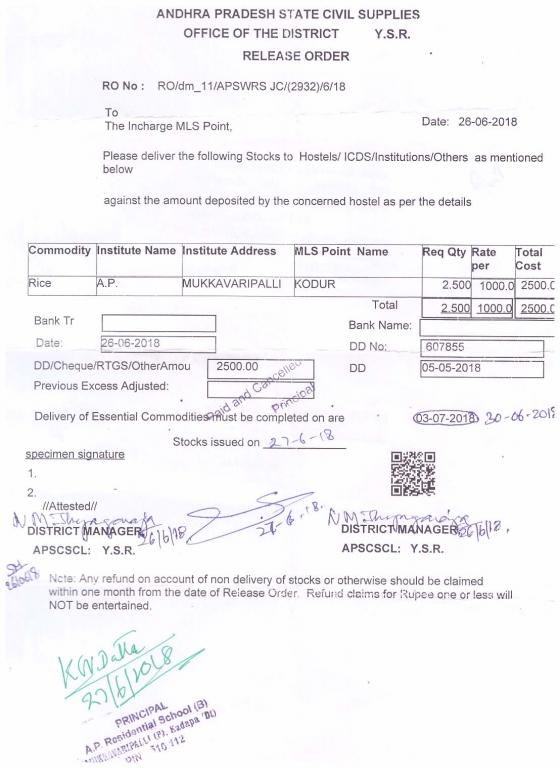 ANDHRA PRADESH STATE CIVIL SUPPLIES
OFFICE OF THE DISTRICT Y.S.R.
RELEASE ORDER
RO No : RO/dm_11/APSWRS JC/(2932)/6/18
To
The Incharge MLS Point,
Date: 26-06-2018
Please deliver the following Stocks to Hostels/ ICDS/Institutions/Others as mentioned
below
against the amount deposited by the concerned hostel as per the details
Commodity Institute Name Institute Address MLS Point Name Req Qty Rate per Total Cost
Rice A.P. MUKKAVARIPALLI KODUR 2.500 1000.0 2500.0
Total 2.500 1000.0 2500.0
Bank Tr
Bank Name:
Date: 26-06-2018
DD No: 607855
DD/Cheque/RTGS/OtherAmou 2500.00
DD 05-05-2018
Previous Excess Adjusted:
Paid and Cancelled
Principal
Delivery of Essential Commodities must be completed on are 03-07-2018 30-06-2018
Stocks issued on 27-6-18
specimen signature
1.
2.
//Attested//
26/6/18
27-6-18.
26/6/18.
DISTRICT MANAGER
APSCSCL: Y.S.R.
DISTRICT MANAGER
APSCSCL: Y.S.R.
Note: Any refund on account of non delivery of stocks or otherwise should be claimed
within one month from the date of Release Order. Refund claims for Rupee one or less will
NOT be entertained.
27/6/2018
PRINCIPAL
A.P. Residential School (B)
MUKKAVARIPALLI (P), Kadapa (Dt)
PIN 516 112